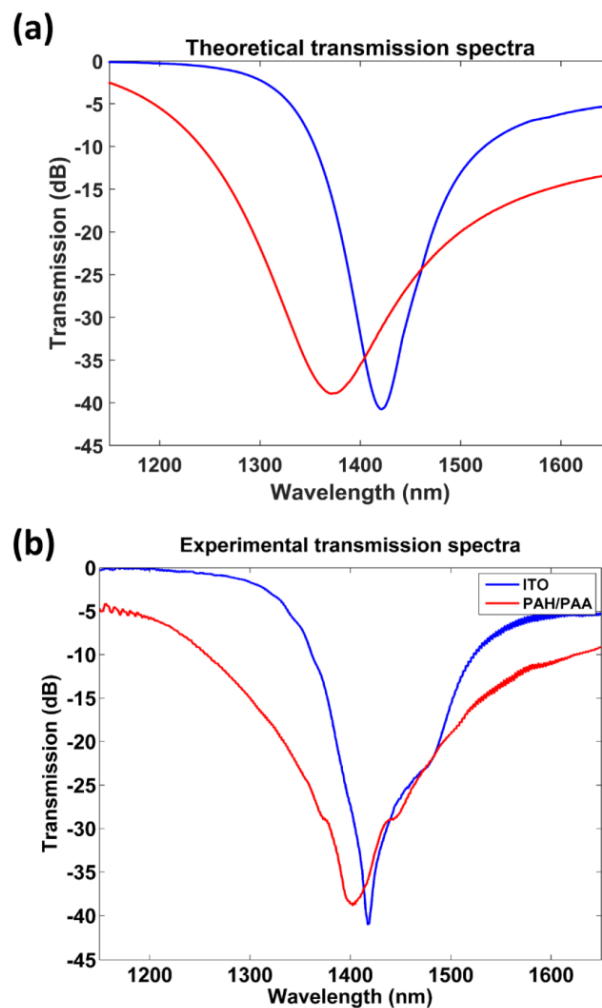 (a)
Theoretical transmission spectra
0
-5
-10
-15
-20
-25
-30
-35
-40
-45
Transmission (dB)
1200 1300 1400 1500 1600
Wavelength (nm)
(b)
Experimental transmission spectra
ITO
PAH/PAA
0
-5
-10
-15
-20
-25
-30
-35
-40
-45
Transmission (dB)
1200 1300 1400 1500 1600
Wavelength (nm)